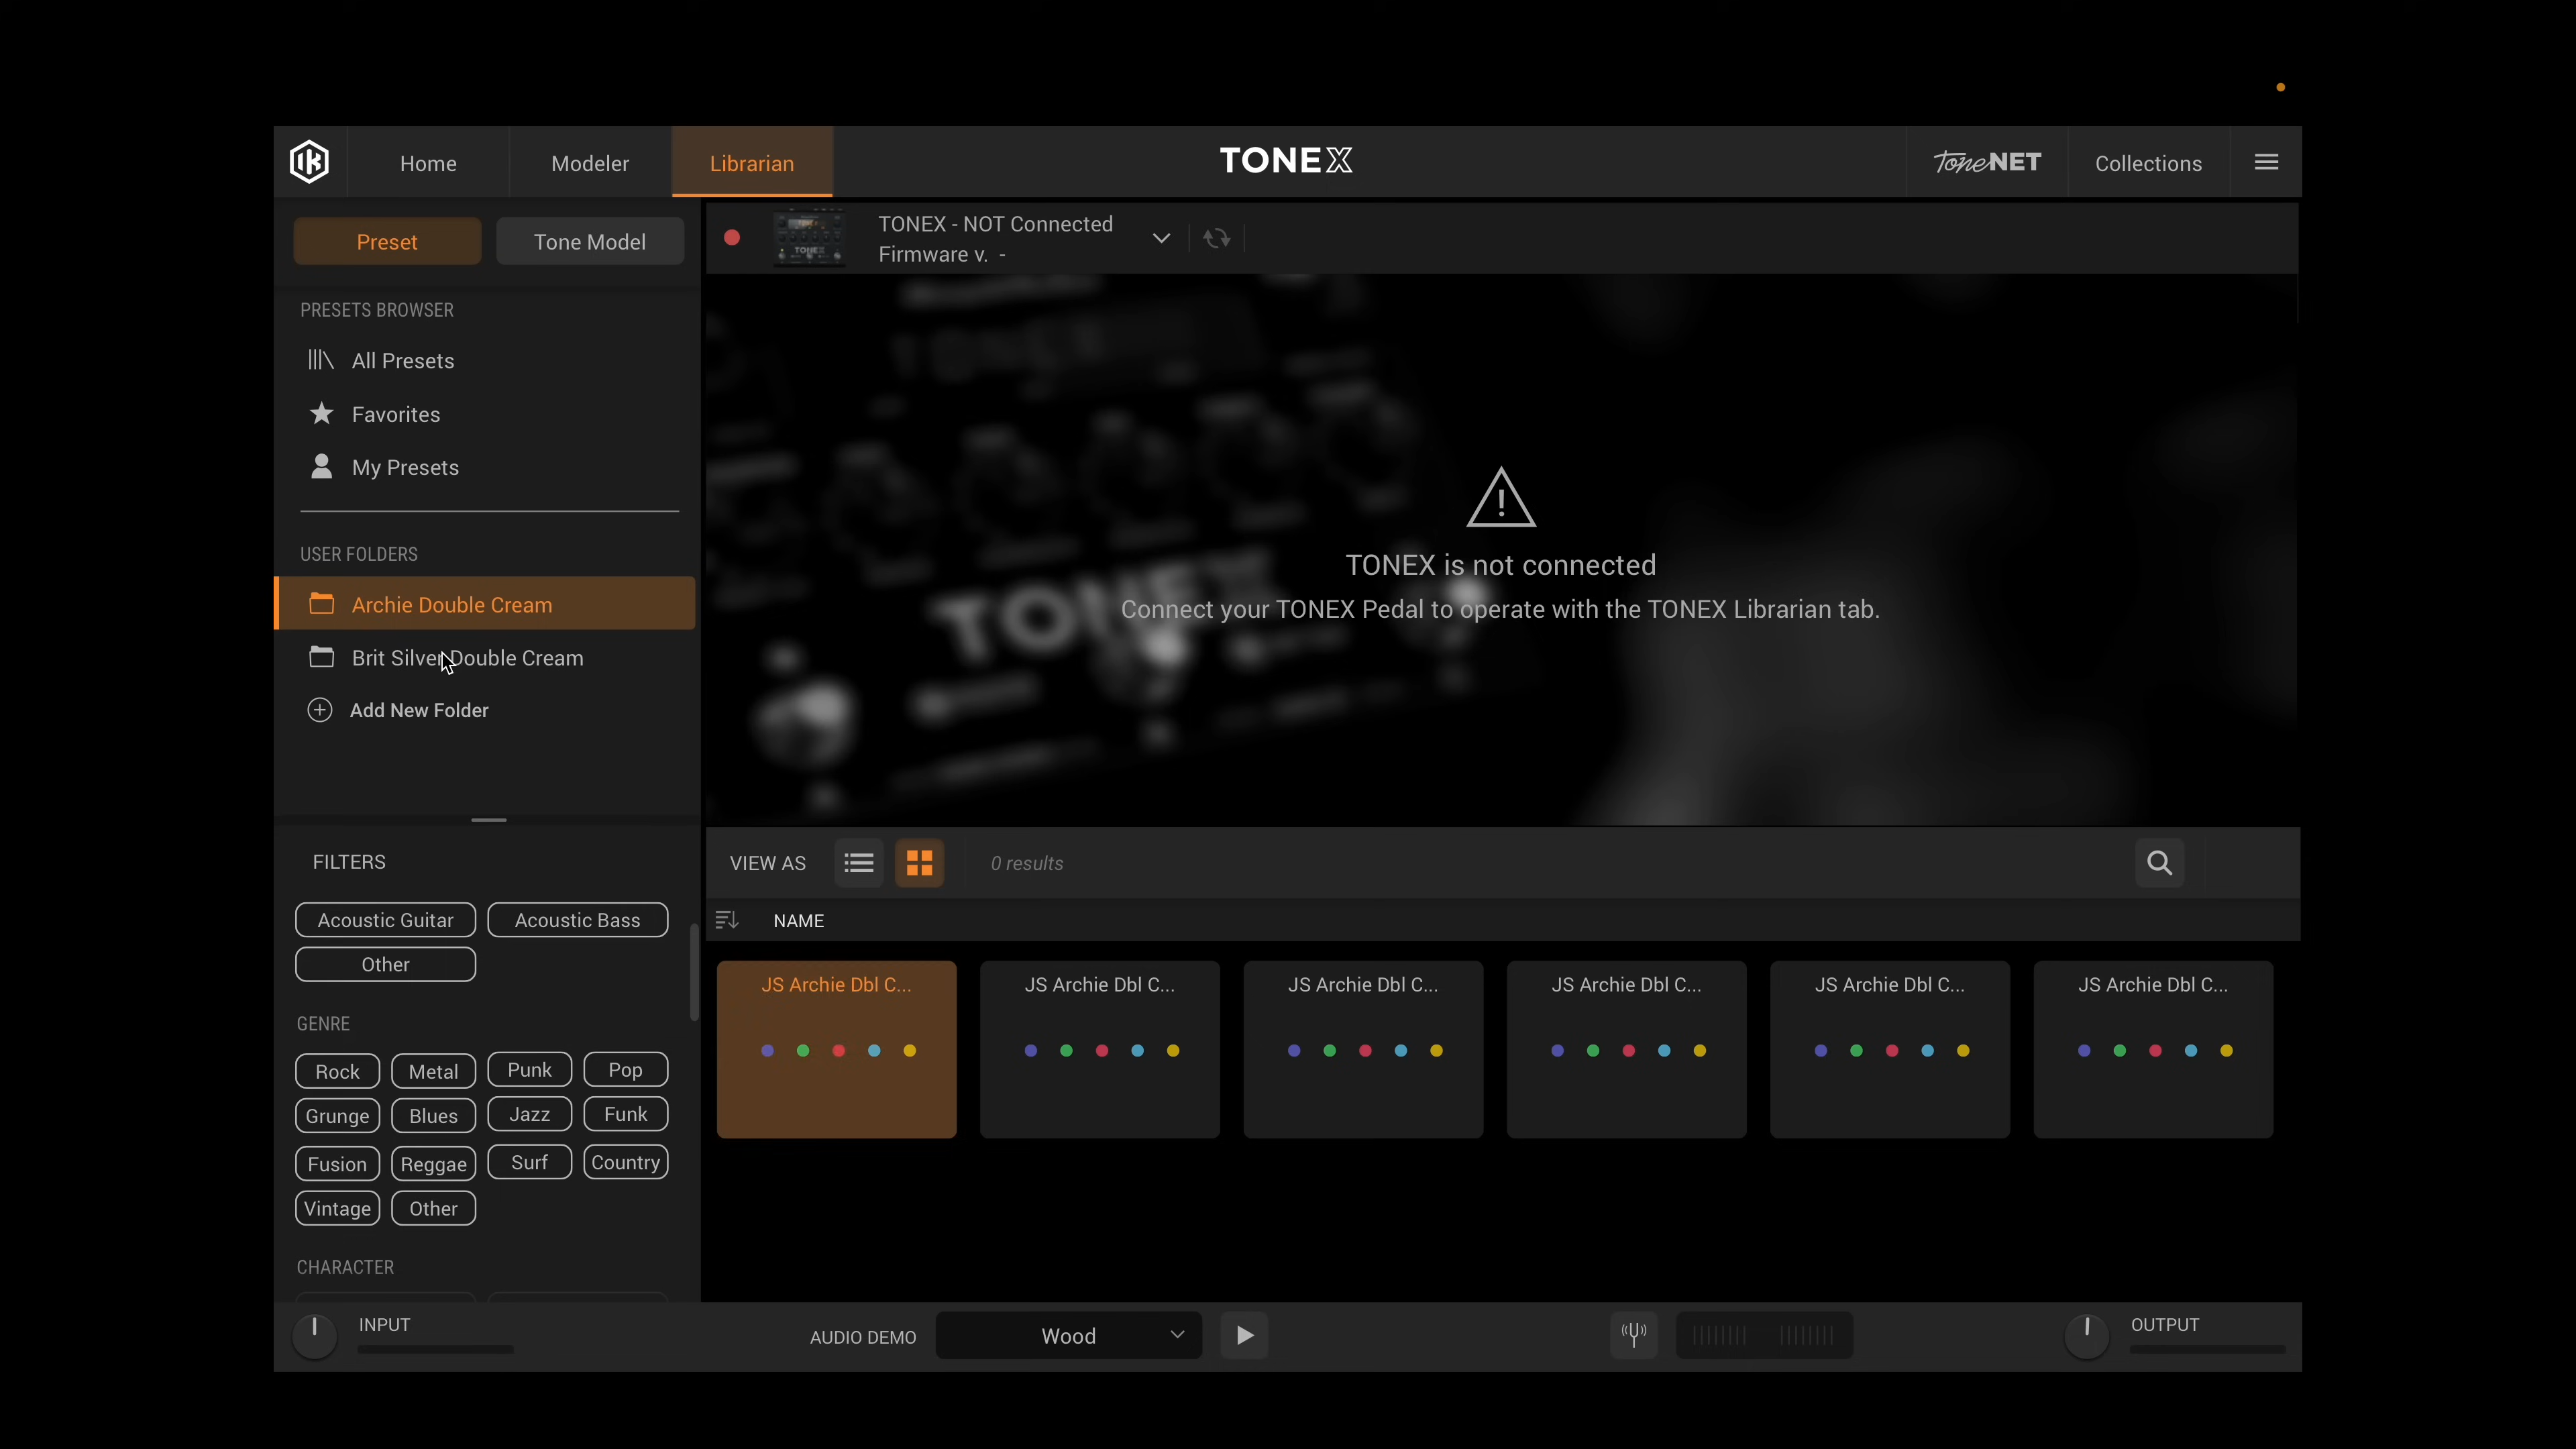 Home
Modeler
Librarian
TONEX
ToneNET
Collections
Preset
Tone Model
TONEX - NOT Connected
Firmware v. -
PRESETS BROWSER
All Presets
Favorites
My Presets
USER FOLDERS
Archie Double Cream
Brit Silver Double Cream
Add New Folder
TONEX
TONEX is not connected
Connect your TONEX Pedal to operate with the TONEX Librarian tab.
FILTERS
Acoustic Guitar
Acoustic Bass
Other
GENRE
Rock
Metal
Punk
Pop
Grunge
Blues
Jazz
Funk
Fusion
Reggae
Surf
Country
Vintage
Other
CHARACTER
VIEW AS
0 results
NAME
JS Archie Dbl C...
JS Archie Dbl C...
JS Archie Dbl C...
JS Archie Dbl C...
JS Archie Dbl C...
JS Archie Dbl C...
INPUT
AUDIO DEMO
Wood
OUTPUT